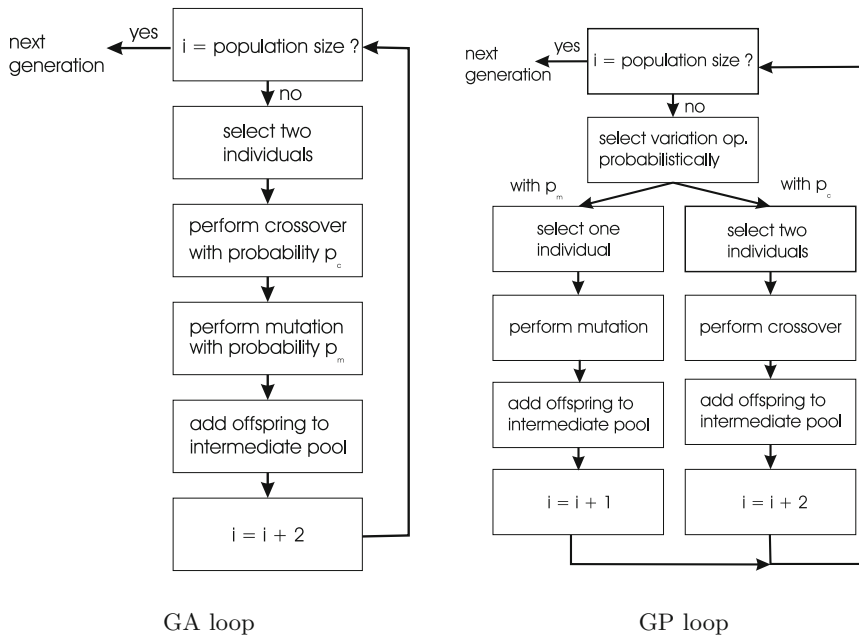 yes
next
generation
i = population size ?
no
select two
individuals
perform crossover
with probability p_c
perform mutation
with probability p_m
add offspring to
intermediate pool
i = i + 2
GA loop
yes
next
generation
i = population size ?
no
select variation op.
probabilistically
with p_m
with p_c
select one
individual
select two
individuals
perform mutation
perform crossover
add offspring to
intermediate pool
add offspring to
intermediate pool
i = i + 1
i = i + 2
GP loop